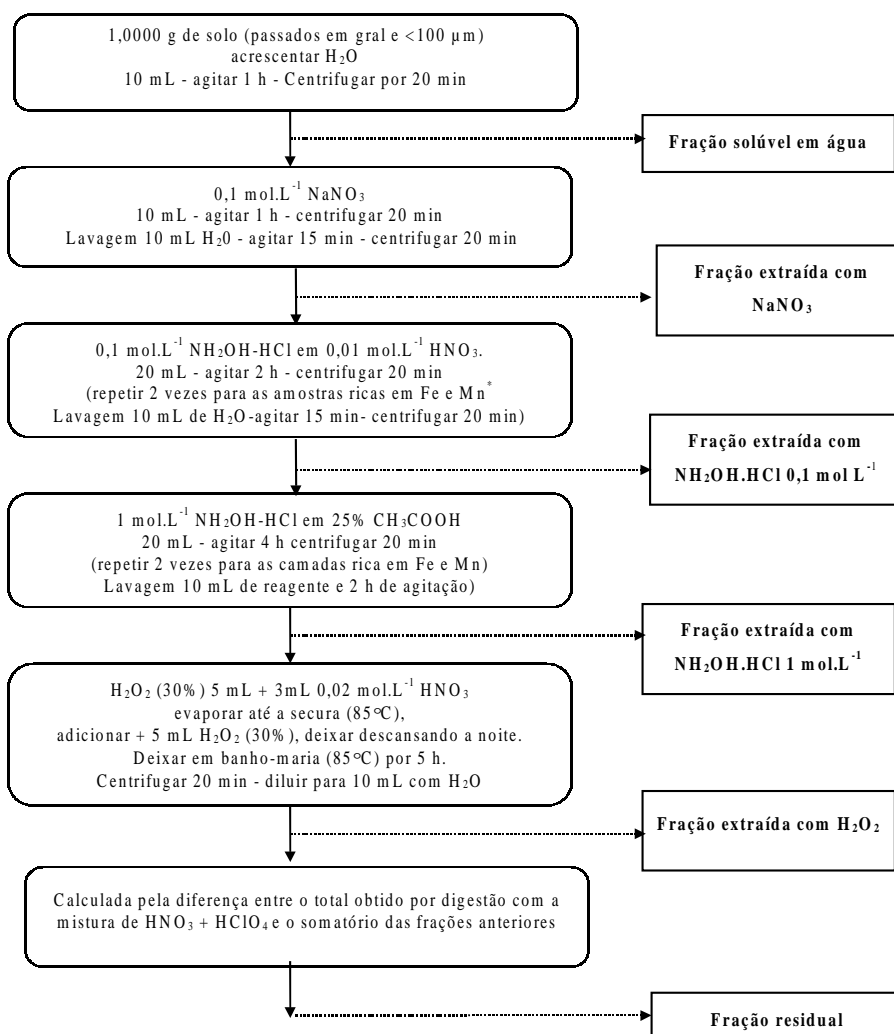 1,0000 g de solo (passados em gral e <100 µm)
acrescentar H₂O
10 mL - agitar 1 h - Centrifugar por 20 min
Fração solúvel em água
0,1 mol.L⁻¹ NaNO₃
10 mL - agitar 1 h - centrifugar 20 min
Lavagem 10 mL H₂0 - agitar 15 min - centrifugar 20 min
Fração extraída com
NaNO₃
0,1 mol.L⁻¹ NH₂OH-HCl em 0,01 mol.L⁻¹ HNO₃.
20 mL - agitar 2 h - centrifugar 20 min
(repetir 2 vezes para as amostras ricas em Fe e Mn*
Lavagem 10 mL de H₂O-agitar 15 min- centrifugar 20 min)
Fração extraída com
NH₂OH.HCl 0,1 mol L⁻¹
1 mol.L⁻¹ NH₂OH-HCl em 25% CH₃COOH
20 mL - agitar 4 h centrifugar 20 min
(repetir 2 vezes para as camadas rica em Fe e Mn)
Lavagem 10 mL de reagente e 2 h de agitação)
Fração extraída com
NH₂OH.HCl 1 mol.L⁻¹
H₂O₂ (30%) 5 mL + 3mL 0,02 mol.L⁻¹ HNO₃
evaporar até a secura (85°C),
adicionar + 5 mL H₂O₂ (30%), deixar descansando a noite.
Deixar em banho-maria (85°C) por 5 h.
Centrifugar 20 min - diluir para 10 mL com H₂O
Fração extraída com H₂O₂
Calculada pela diferença entre o total obtido por digestão com a
mistura de HNO₃ + HClO₄ e o somatório das frações anteriores
Fração residual